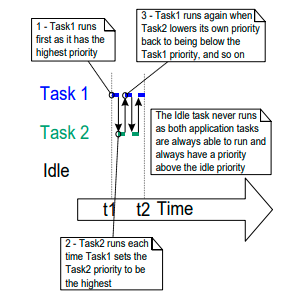 1 - Task1 runs
first as it has the
highest priority
3 - Task1 runs again when
Task2 lowers its own priority
back to being below the
Task1 priority, and so on
Task 1
Task 2
Idle
The Idle task never runs
as both application tasks
are always able to run and
always have a priority
above the idle priority
t1 t2 Time
2 - Task2 runs each
time Task1 sets the
Task2 priority to be
the highest